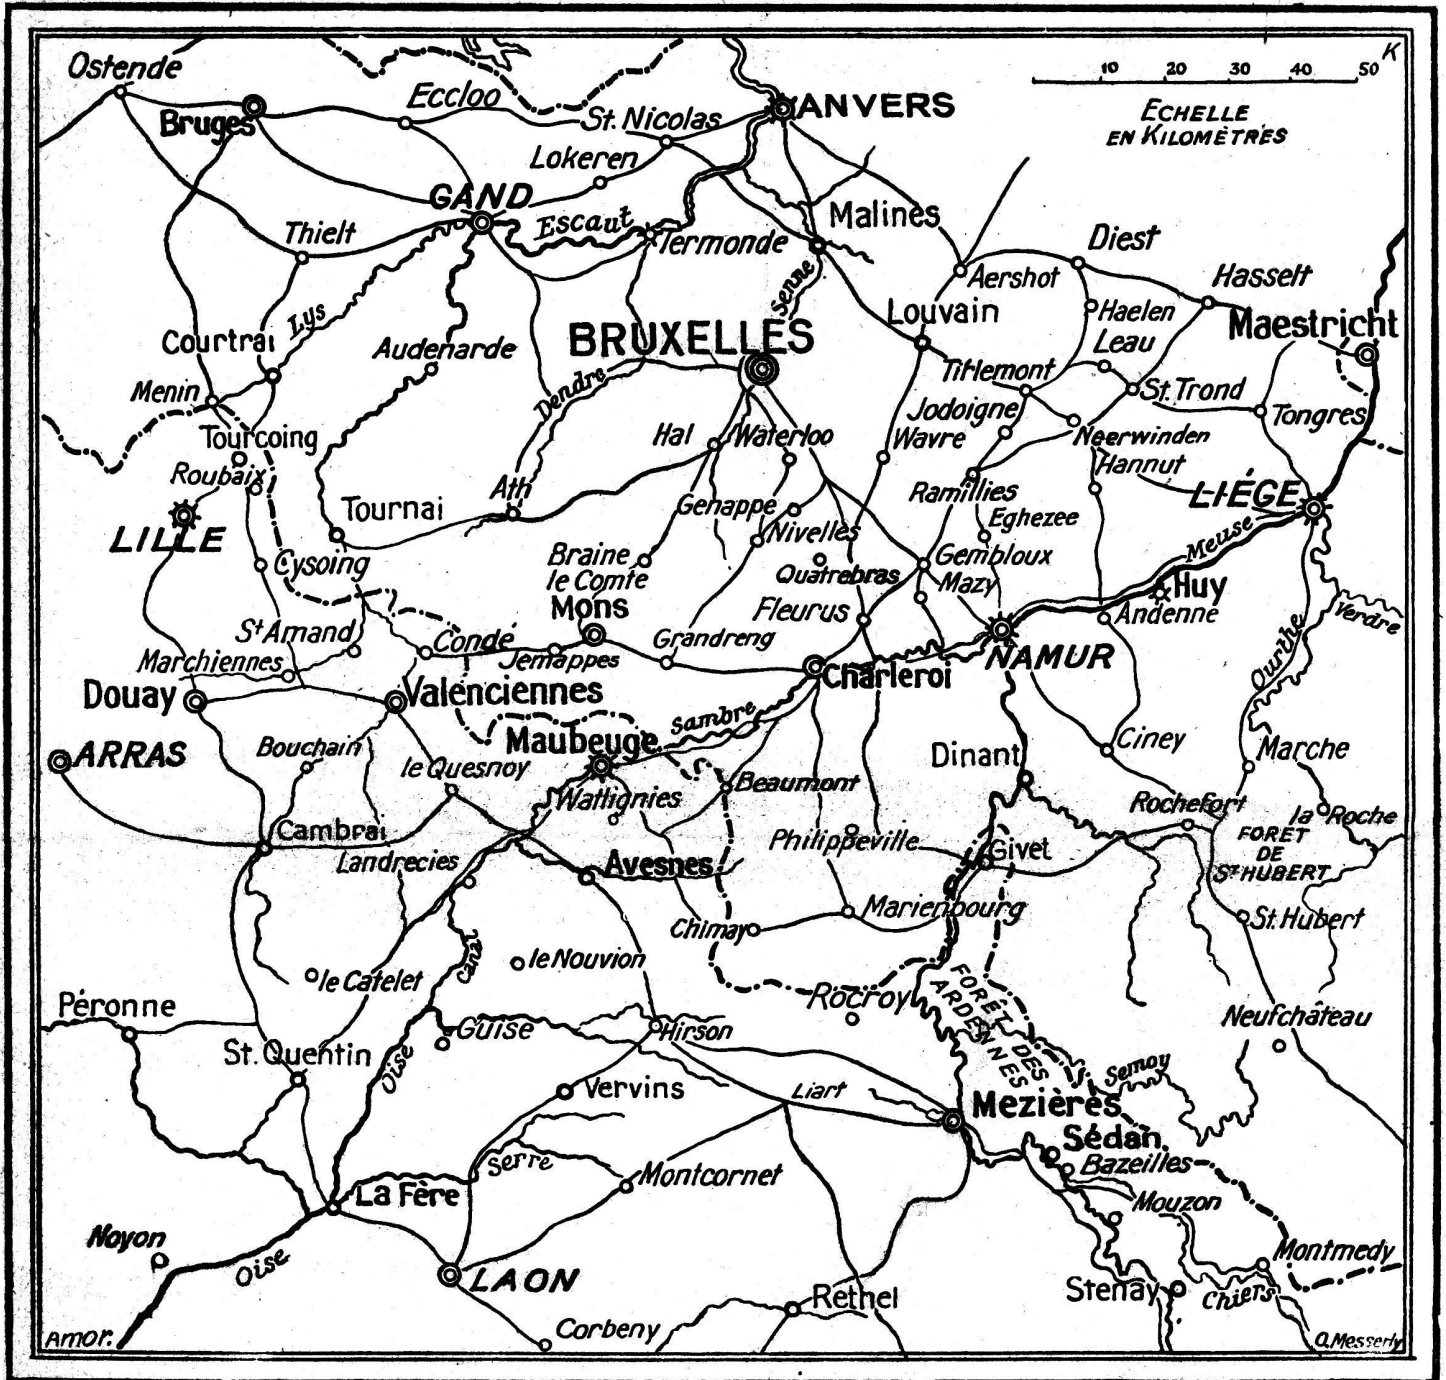 K
10 20 30 40 50
ECHELLE
EN KILOMÈTRES
Ostende
Bruges
Eccloo
St. Nicolas
ANVERS
Lokeren
GAND
Escaut
Termonde
Malines
Thielt
Diest
Aershot
Hasselt
Senne
Lys
Louvain
Haelen
Maestricht
Courtrai
Audenarde
BRUXELLES
Leau
Menin
Dendre
Tirlemont
St. Trond
Tongres
Jodoigne
Tourcoing
Hal
Waterloo
Wavre
Neerwinden
Roubaix
Hannut
Ath
Ramillies
LIÉGE
Tournai
Genappe
Eghezee
LILLE
Nivelles
Meuse
Cysoing
Braine
le Comte
Quatrebras
Gembloux
Mazy
Huy
Mons
Fleurus
Andenne
Verdre
St Amand
Condé
Jemappes
Grandreng
NAMUR
Ourthe
Marchiennes
Charleroi
Douay
Valenciennes
Sambre
ARRAS
Bouchain
le Quesnoy
Maubeuge
Dinant
Ciney
Marche
Wattignies
Beaumont
Rochefort
la Roche
Cambrai
Landrecies
Avesnes
Philippeville
Givet
FORET
DE
ST HUBERT
Chimay
Marienbourg
St. Hubert
Canal
le Catelet
le Nouvion
Péronne
Rocroy
FORÊT DES
ARDENNES
Neufchâteau
St. Quentin
Oise
Guise
Hirson
Vervins
Liart
Semoy
Mezières
Sédan
Bazeilles
Serre
La Fère
Montcornet
Mouzon
Noyon
Oise
LAON
Montmedy
Stenay
Chiers
Rethel
Corbeny
Amor.
O. Messerly